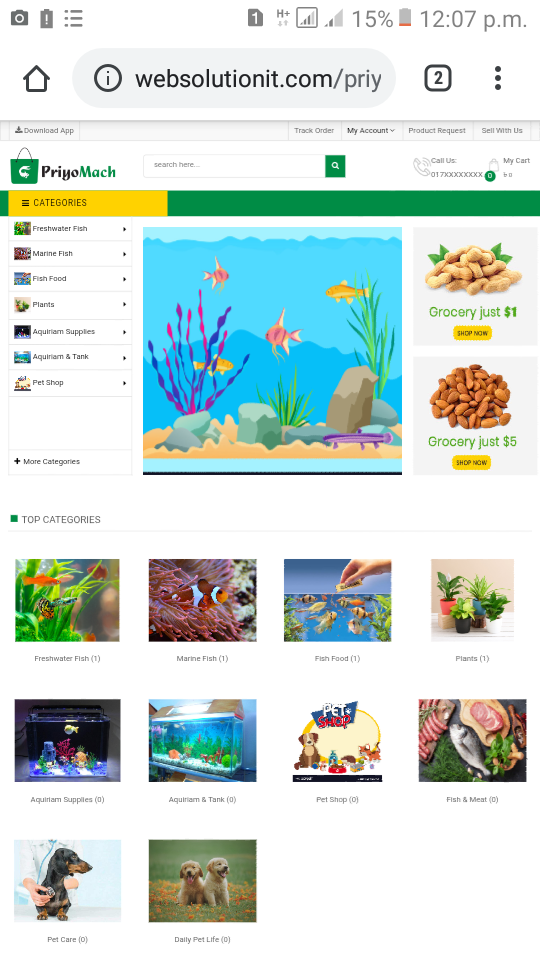 1
H+
15%
12:07 p.m.
websolutionit.com/priy
2
Download App
Track Order
My Account
Product Request
Sell With Us
PriyoMach
search here...
Call Us:
017XXXXXXXX
My Cart
0
৳ 0
CATEGORIES
Freshwater Fish
Marine Fish
Fish Food
Plants
Aquiriam Supplies
Aquiriam & Tank
Pet Shop
More Categories
Grocery just $1
SHOP NOW
Grocery just $5
SHOP NOW
TOP CATEGORIES
Freshwater Fish (1)
Marine Fish (1)
Fish Food (1)
Plants (1)
PET
SHOP
Aquiriam Supplies (0)
Aquiriam & Tank (0)
Pet Shop (0)
Fish & Meat (0)
Pet Care (0)
Daily Pet Life (0)